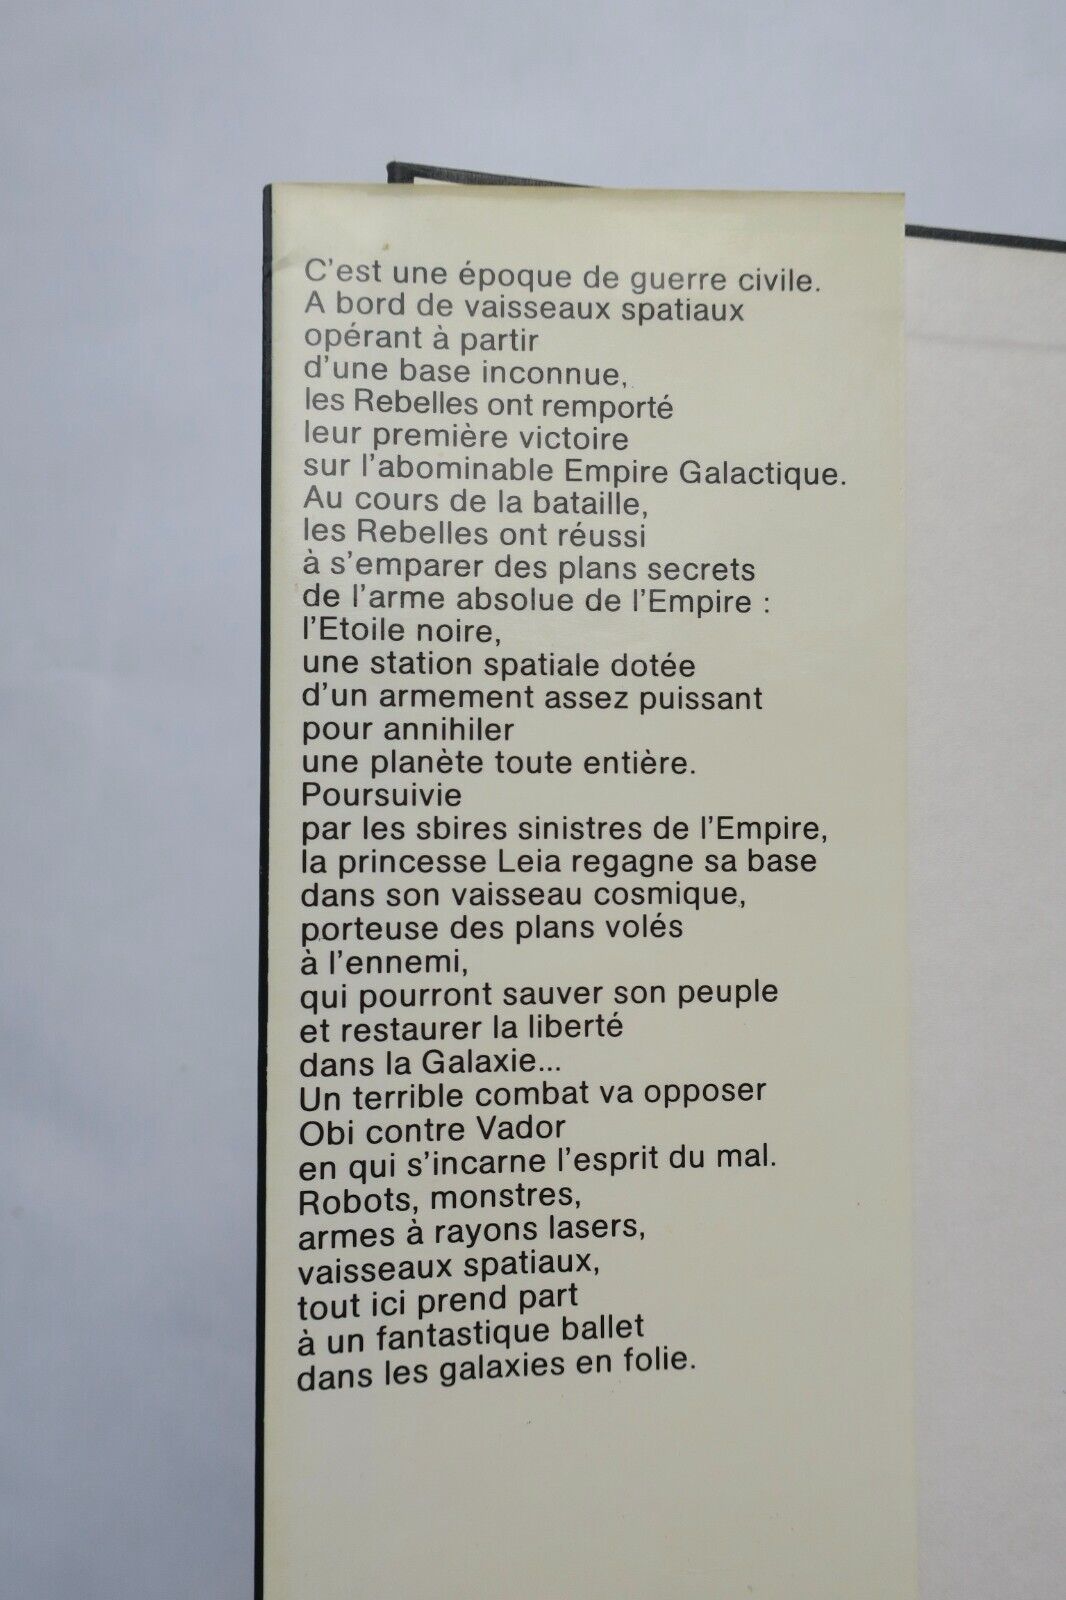 C'est une époque de guerre civile.
A bord de vaisseaux spatiaux
opérant à partir
d'une base inconnue,
les Rebelles ont remporté
leur première victoire
sur l'abominable Empire Galactique.
Au cours de la bataille,
les Rebelles ont réussi
à s'emparer des plans secrets
de l'arme absolue de l'Empire :
l'Etoile noire,
une station spatiale dotée
d'un armement assez puissant
pour annihiler
une planète toute entière.
Poursuivie
par les sbires sinistres de l'Empire,
la princesse Leia regagne sa base
dans son vaisseau cosmique,
porteuse des plans volés
à l'ennemi,
qui pourront sauver son peuple
et restaurer la liberté
dans la Galaxie...
Un terrible combat va opposer
Obi contre Vador
en qui s'incarne l'esprit du mal.
Robots, monstres,
armes à rayons lasers,
vaisseaux spatiaux,
tout ici prend part
à un fantastique ballet
dans les galaxies en folie.